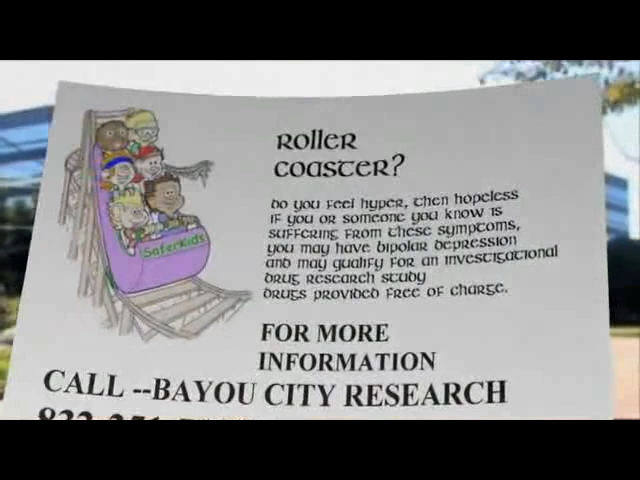 Roller
Coaster?
SaferKids
Do you feel hyper, then hopeless
If you or someone you know is
suffering from these symptoms,
you may have bipolar depression
and may qualify for an investigational
drug research study
drugs provided free of charge.
FOR MORE
INFORMATION
CALL --BAYOU CITY RESEARCH